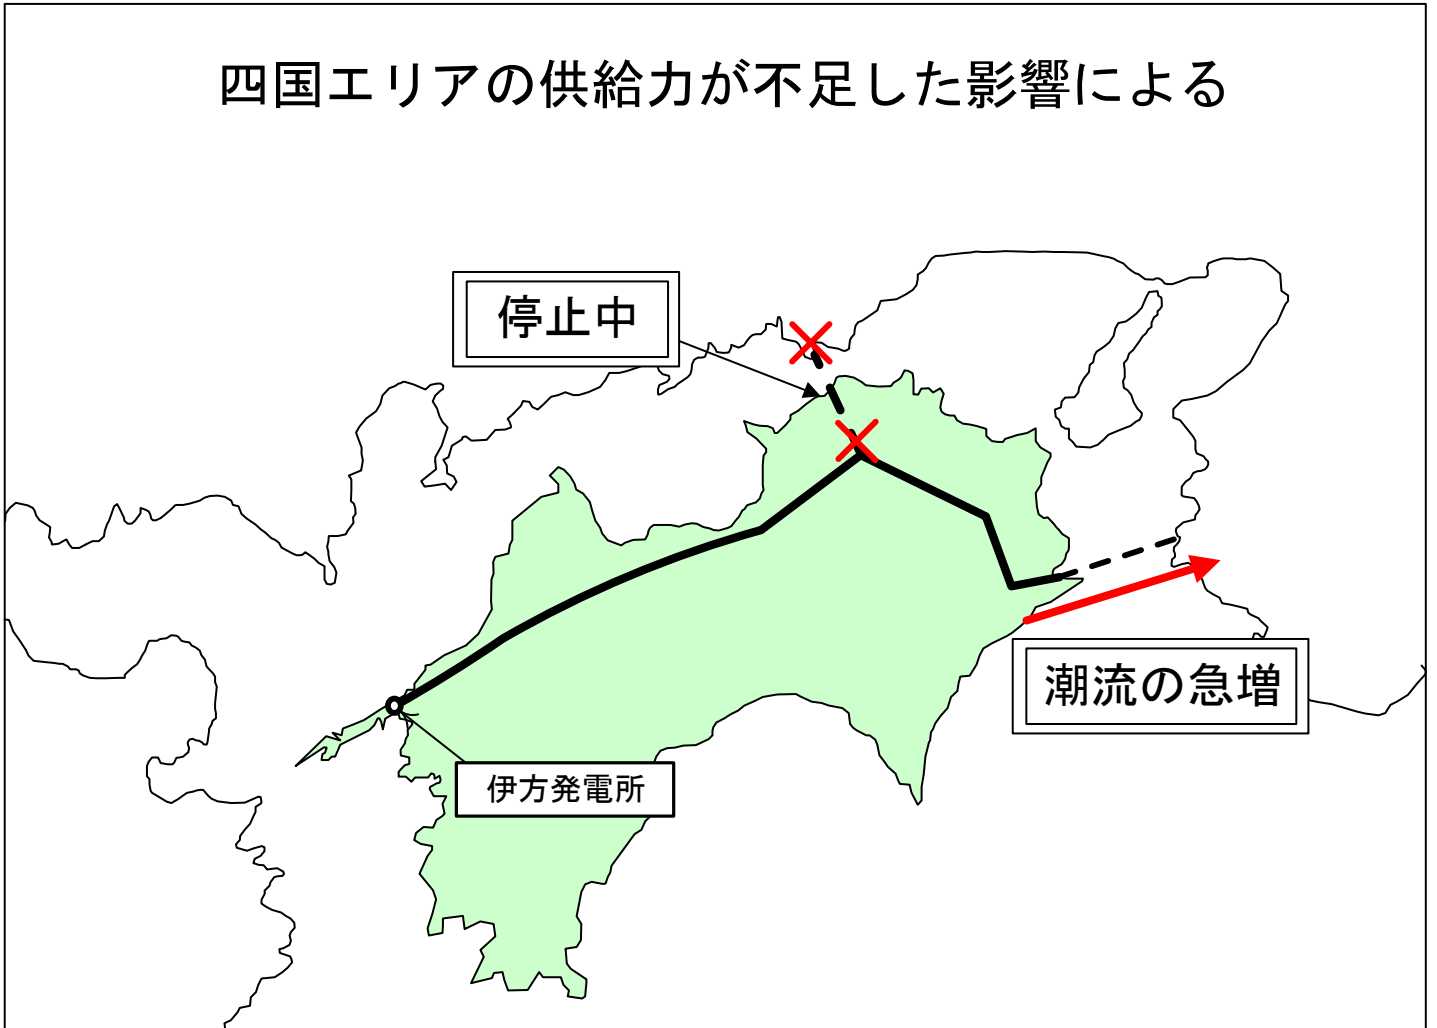 四国エリアの供給力が不足した影響による
停止中
潮流の急増
伊方発電所